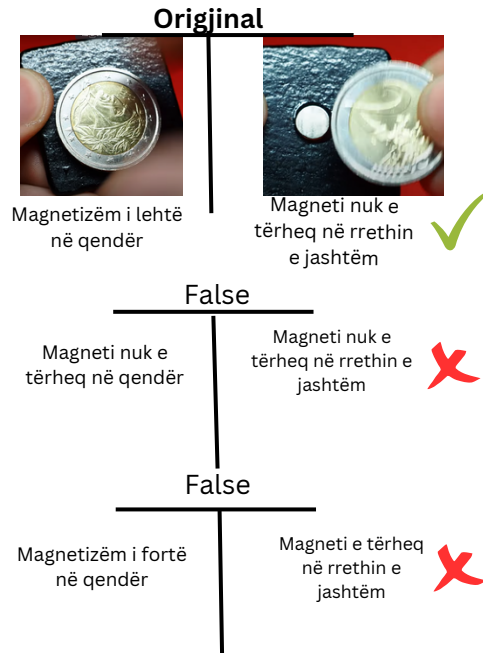 Origjinal
Magnetizëm i lehtë
në qendër
Magneti nuk e
tërheq në rrethin
e jashtëm
False
Magneti nuk e
tërheq në qendër
Magneti nuk e
tërheq në rrethin e
jashtëm
False
Magnetizëm i fortë
në qendër
Magneti e tërheq
në rrethin e
jashtëm